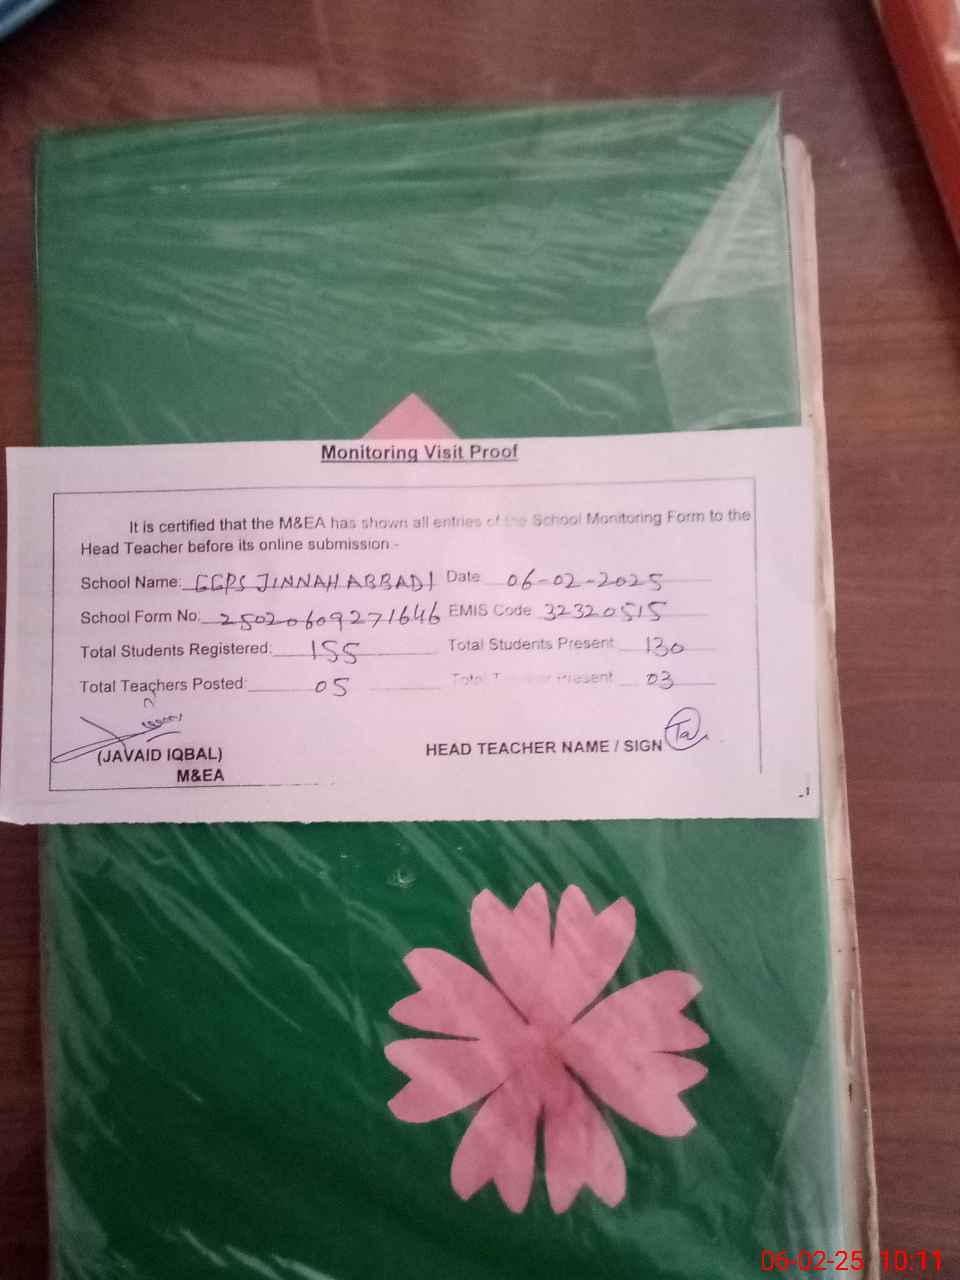 Monitoring Visit Proof
It is certified that the M&EA has shown all entries of the School Monitoring Form to the
Head Teacher before its online submission:-
School Name: GGPS JINNAH ABBADI Date 06-02-2025
School Form No: 25020609271646 EMIS Code 32320515
Total Students Registered: 155 Total Students Present 130
Total Teachers Posted: 05 Total Teacher Present 03
(JAVAID IQBAL) HEAD TEACHER NAME / SIGN
M&EA
06-02-25 10:11